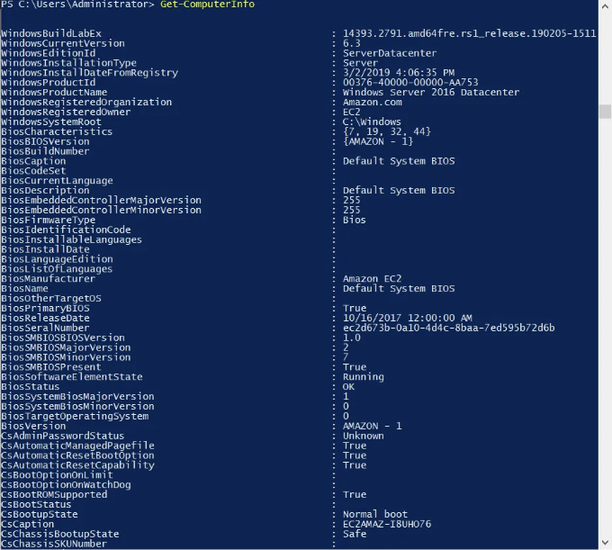 PS C:\Users\Administrator> Get-ComputerInfo
WindowsBuildLabEx : 14393.2791.amd64fre.rs1_release.190205-1511
WindowsCurrentVersion : 6.3
WindowsEditionId : ServerDatacenter
WindowsInstallationType : Server
WindowsInstallDateFromRegistry : 3/2/2019 4:06:35 PM
WindowsProductId : 00376-40000-00000-AA753
WindowsProductName : Windows Server 2016 Datacenter
WindowsRegisteredOrganization : Amazon.com
WindowsRegisteredOwner : EC2
WindowsSystemRoot : C:\Windows
BiosCharacteristics : {7, 19, 32, 44}
BiosBIOSVersion : {AMAZON - 1}
BiosBuildNumber :
BiosCaption : Default System BIOS
BiosCodeSet :
BiosCurrentLanguage :
BiosDescription : Default System BIOS
BiosEmbeddedControllerMajorVersion : 255
BiosEmbeddedControllerMinorVersion : 255
BiosFirmwareType : Bios
BiosIdentificationCode :
BiosInstallableLanguages :
BiosInstallDate :
BiosLanguageEdition :
BiosListOfLanguages :
BiosManufacturer : Amazon EC2
BiosName : Default System BIOS
BiosOtherTargetOS :
BiosPrimaryBIOS : True
BiosReleaseDate : 10/16/2017 12:00:00 AM
BiosSeralNumber : ec2d673b-0a10-4d4c-8baa-7ed595b72d6b
BiosSMBIOSBIOSVersion : 1.0
BiosSMBIOSMajorVersion : 2
BiosSMBIOSMinorVersion : 7
BiosSMBIOSPresent : True
BiosSoftwareElementState : Running
BiosStatus : OK
BiosSystemBiosMajorVersion : 1
BiosSystemBiosMinorVersion : 0
BiosTargetOperatingSystem : 0
BiosVersion : AMAZON - 1
CsAdminPasswordStatus : Unknown
CsAutomaticManagedPagefile : True
CsAutomaticResetBootOption : True
CsAutomaticResetCapability : True
CsBootOptionOnLimit :
CsBootOptionOnWatchDog :
CsBootROMSupported : True
CsBootStatus :
CsBootupState : Normal boot
CsCaption : EC2AMAZ-I8UHO76
CsChassisBootupState : Safe
CsChassisSKUNumber :